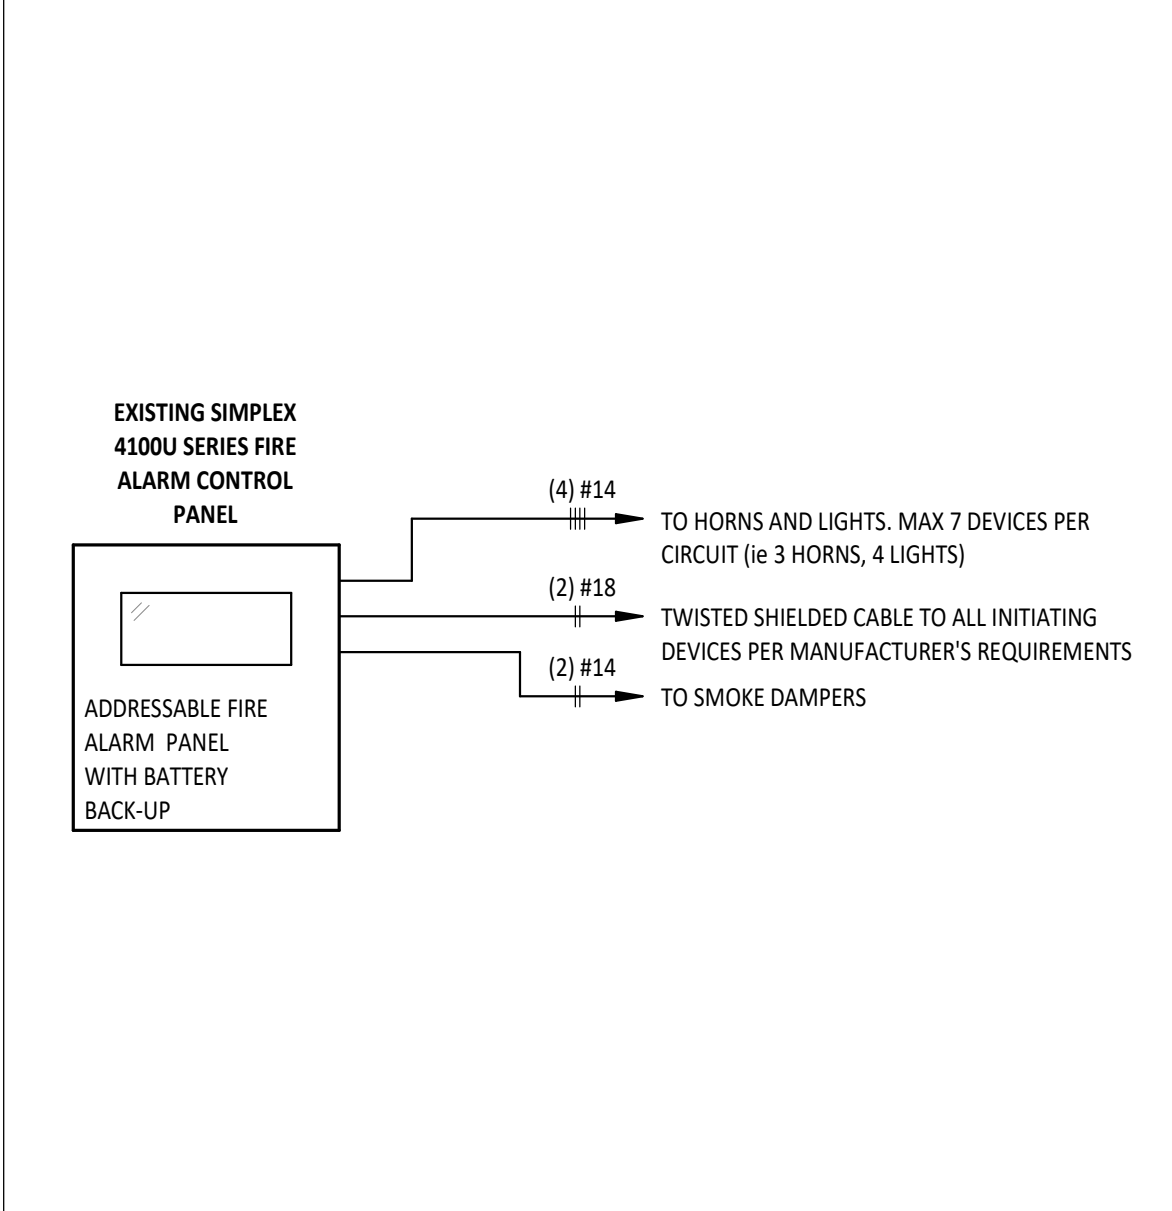 EXISTING SIMPLEX
4100U SERIES FIRE
ALARM CONTROL
PANEL
ADDRESSABLE FIRE
ALARM  PANEL
WITH BATTERY
BACK-UP
(4) #14
TO HORNS AND LIGHTS. MAX 7 DEVICES PER
CIRCUIT (ie 3 HORNS, 4 LIGHTS)
(2) #18
TWISTED SHIELDED CABLE TO ALL INITIATING
DEVICES PER MANUFACTURER'S REQUIREMENTS
(2) #14
TO SMOKE DAMPERS